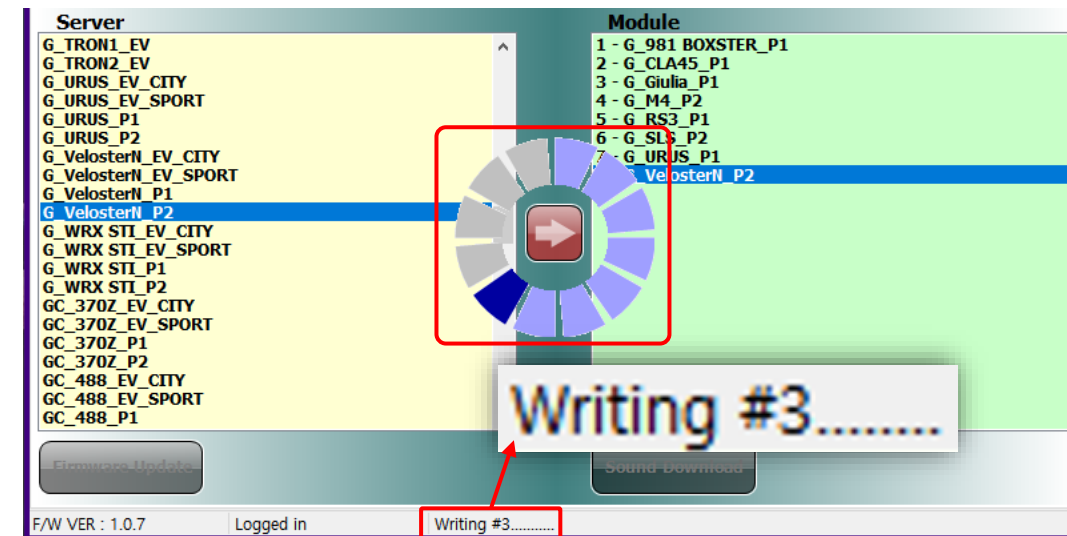 Server
G_TRON1_EV
G_TRON2_EV
G_URUS_EV_CITY
G_URUS_EV_SPORT
G_URUS_P1
G_URUS_P2
G_VelosterN_EV_CITY
G_VelosterN_EV_SPORT
G_VelosterN_P1
G_VelosterN_P2
G_WRX STI_EV_CITY
G_WRX STI_EV_SPORT
G_WRX STI_P1
G_WRX STI_P2
GC_370Z_EV_CITY
GC_370Z_EV_SPORT
GC_370Z_P1
GC_370Z_P2
GC_488_EV_CITY
GC_488_EV_SPORT
GC_488_P1
Module
1 - G_981 BOXSTER_P1
2 - G_CLA45_P1
3 - G_Giulia_P1
4 - G_M4_P2
5 - G_RS3_P1
6 - G_SLS_P2
7 - G_URUS_P1
VelosterN_P2
Writing #3........
Firmware Update
Sound Download
F/W VER : 1.0.7
Logged in
Writing #3..........